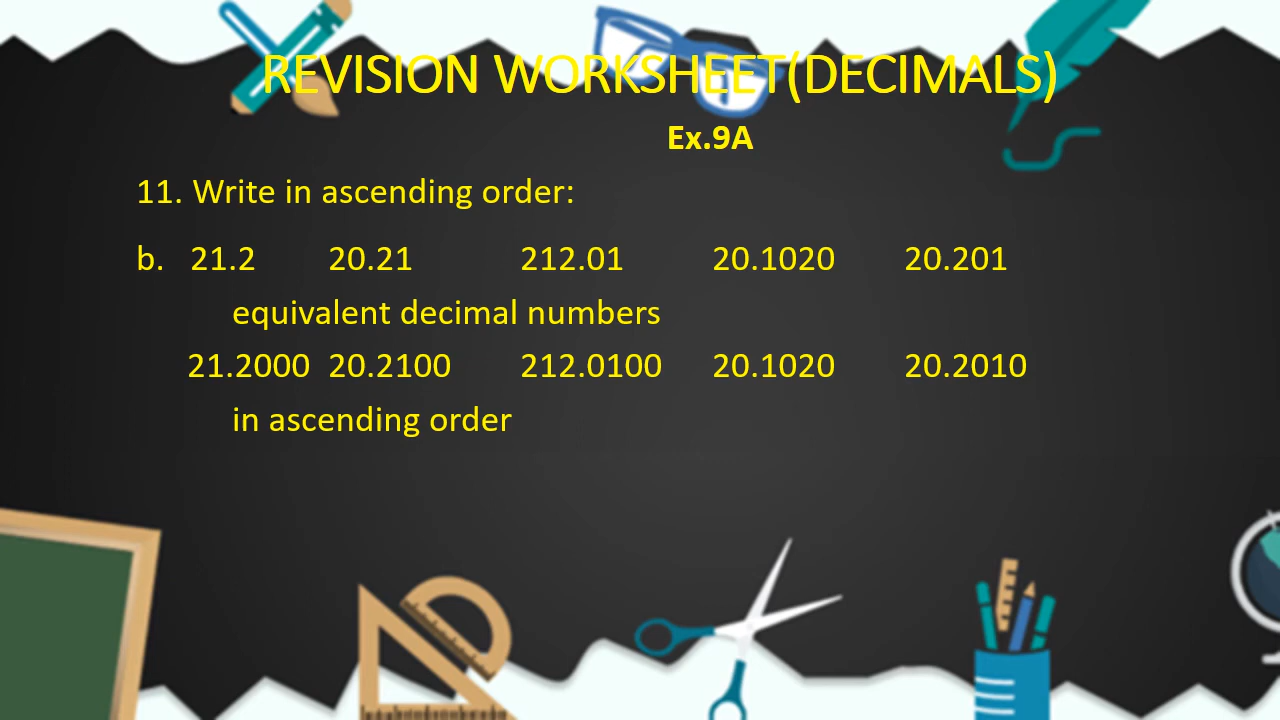 REVISION WORKSHEET(DECIMALS)
Ex.9A
11. Write in ascending order:
b. 21.2 20.21 212.01 20.1020 20.201
equivalent decimal numbers
21.2000 20.2100 212.0100 20.1020 20.2010
in ascending order